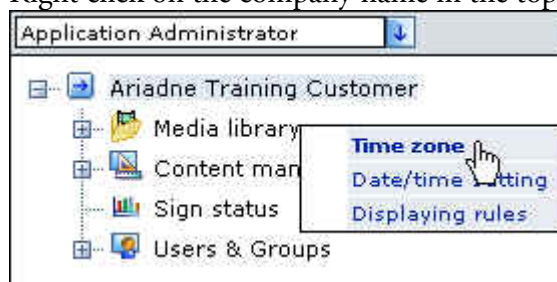 Right click on the company name in the top
Application Administrator
Ariadne Training Customer
Media library
Time zone
Content man
Date/time tting
Sign status
Displaying rules
Users & Groups